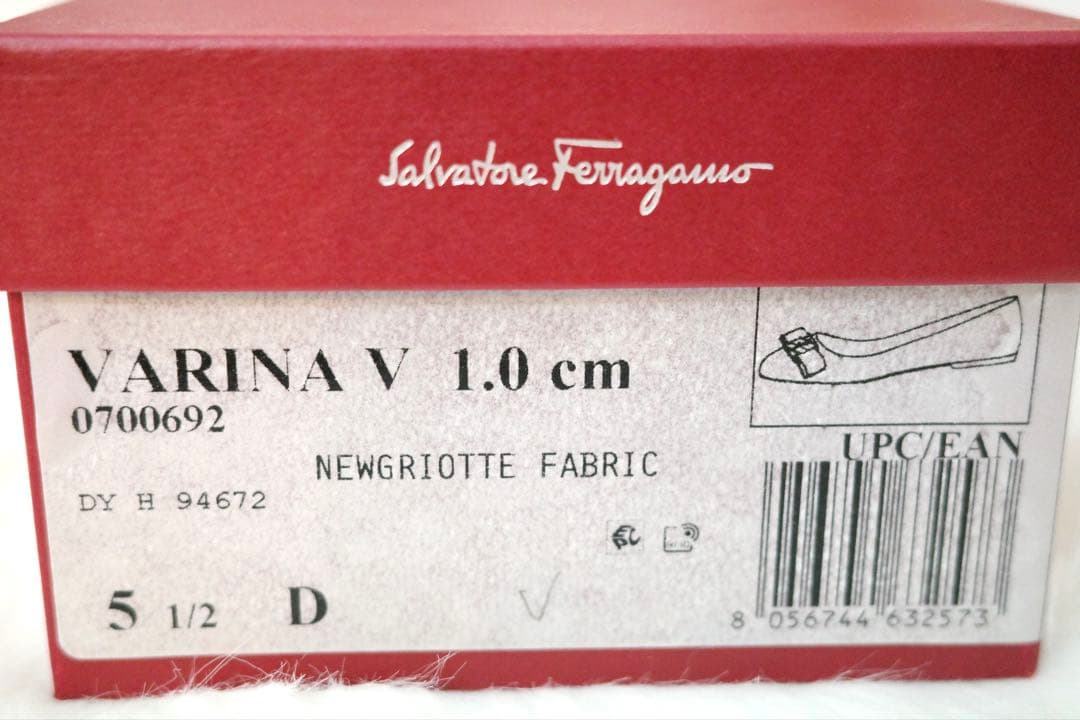 Salvatore Ferragamo
VARINA V 1.0 cm
0700692
NEWGRIOTTE FABRIC
DY H 94672
5 1/2 D
UPC/EAN
8 056744 632573